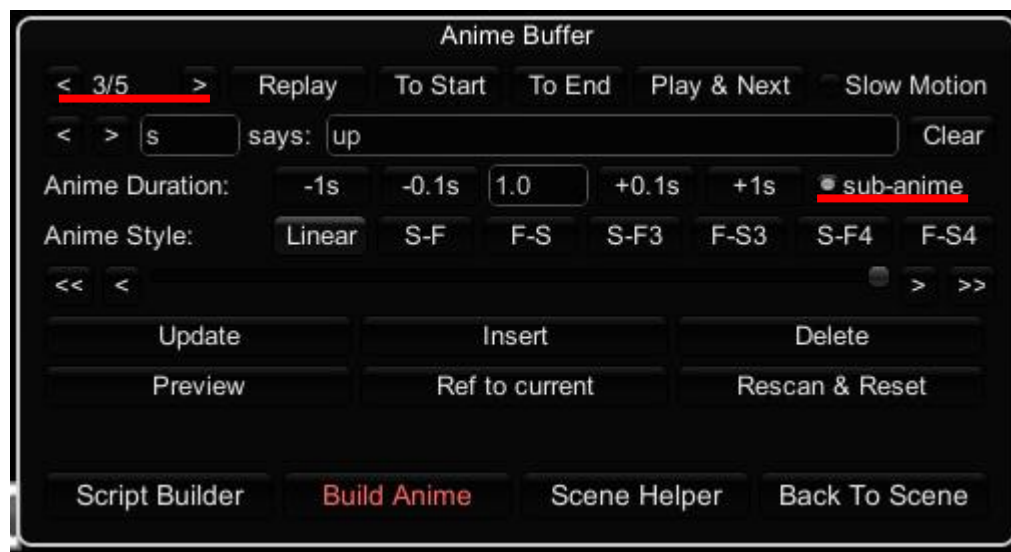 Anime Buffer
< 3/5 > Replay To Start To End Play & Next Slow Motion
< > s says: up Clear
Anime Duration: -1s -0.1s 1.0 +0.1s +1s sub-anime
Anime Style: Linear S-F F-S S-F3 F-S3 S-F4 F-S4
<< < > >>
Update Insert Delete
Preview Ref to current Rescan & Reset
Script Builder Build Anime Scene Helper Back To Scene